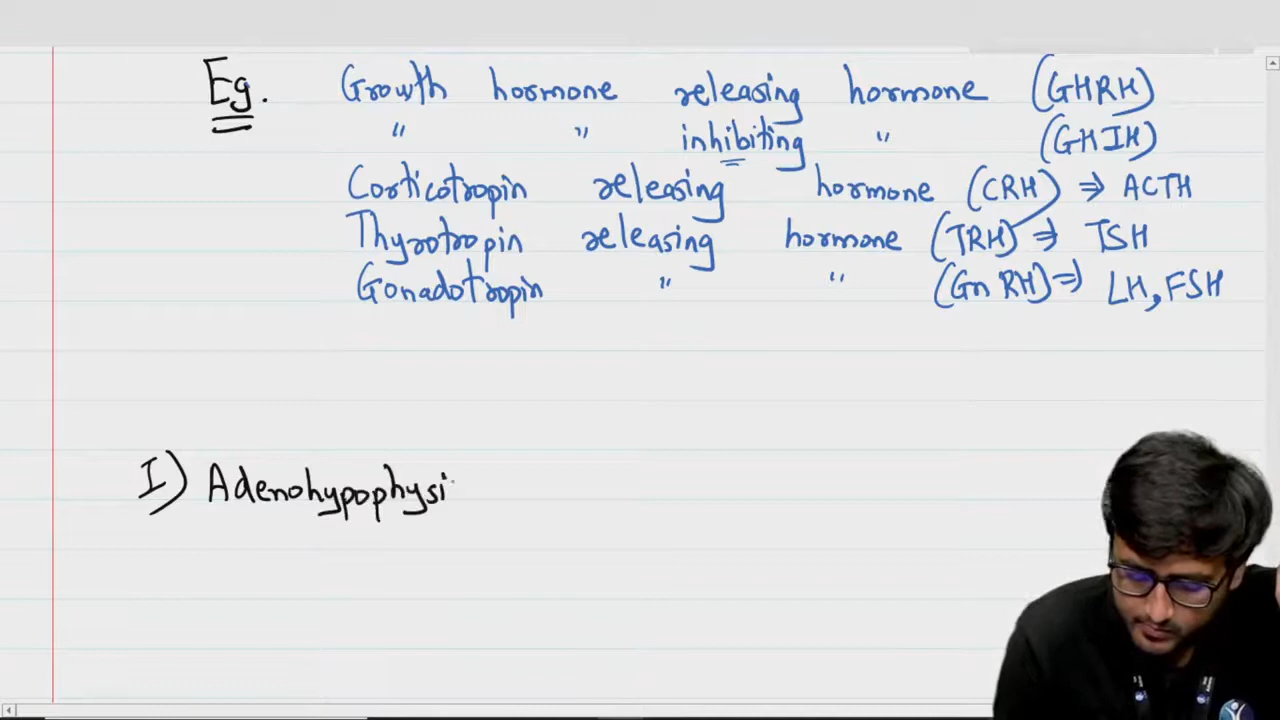 Eg. Growth hormone releasing hormone (GHRH)
" " inhibiting " (GHIH)
Corticotropin releasing hormone (CRH) ⇒ ACTH
Thyrotropin releasing hormone (TRH) ⇒ TSH
Gonadotropin " " (GnRH) ⇒ LH, FSH
I) Adenohypophysi